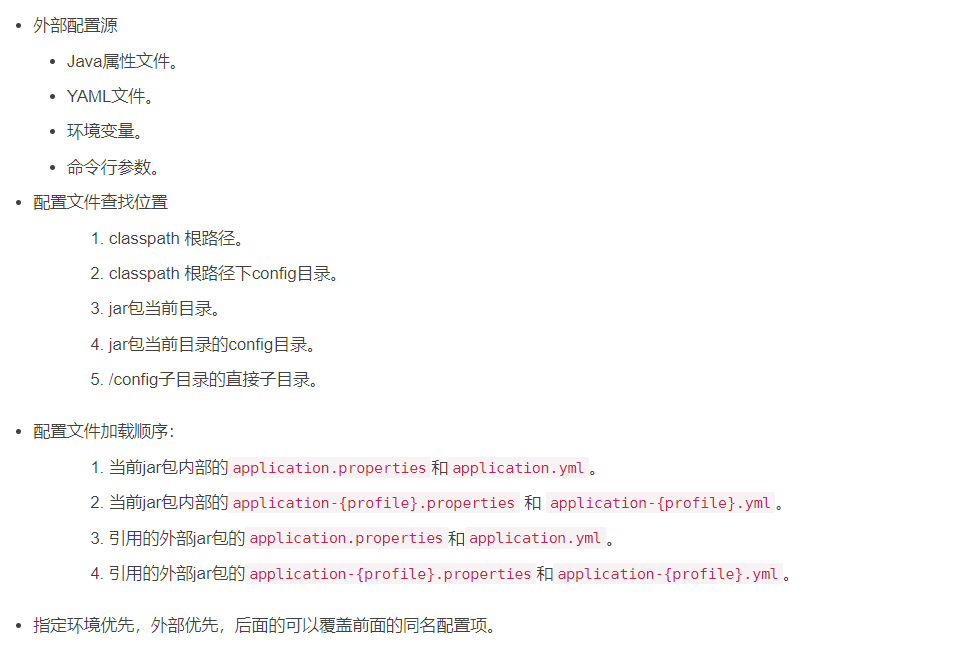 外部配置源
Java属性文件。
YAML文件。
环境变量。
命令行参数。
配置文件查找位置
1. classpath 根路径。
2. classpath 根路径下config目录。
3. jar包当前目录。
4. jar包当前目录的config目录。
5. /config子目录的直接子目录。
配置文件加载顺序：
1. 当前jar包内部的 application.properties 和 application.yml 。
2. 当前jar包内部的 application-{profile}.properties 和 application-{profile}.yml 。
3. 引用的外部jar包的 application.properties 和 application.yml 。
4. 引用的外部jar包的 application-{profile}.properties 和 application-{profile}.yml 。
指定环境优先，外部优先，后面的可以覆盖前面的同名配置项。